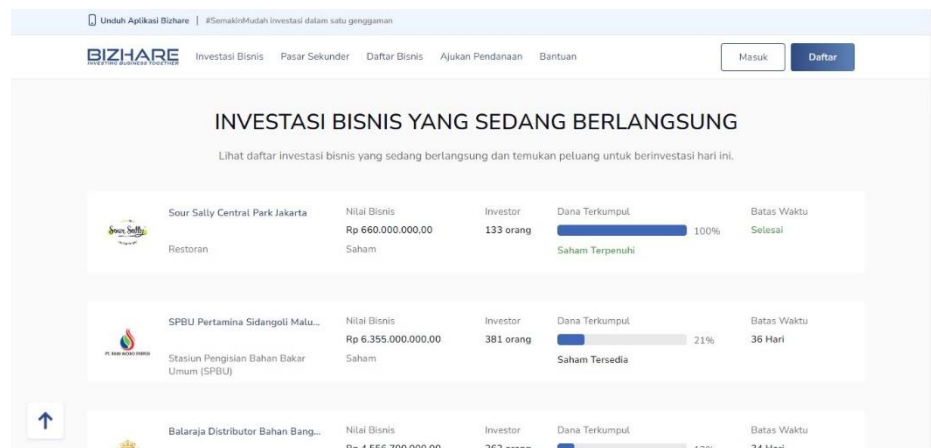 Unduh Aplikasi Bizhare | #SemakinMudah investasi dalam satu genggaman
BIZHARE
INVESTING BUSINESS TOGETHER
Investasi Bisnis Pasar Sekunder Daftar Bisnis Ajukan Pendanaan Bantuan Masuk Daftar
INVESTASI BISNIS YANG SEDANG BERLANGSUNG
Lihat daftar investasi bisnis yang sedang berlangsung dan temukan peluang untuk berinvestasi hari ini.
Sour Sally
Sour Sally Central Park Jakarta Nilai Bisnis Investor Dana Terkumpul Batas Waktu
Rp 660.000.000,00 133 orang 100% Selesai
Restoran Saham Saham Terpenuhi
SPBU Pertamina Sidangoli Malu... Nilai Bisnis Investor Dana Terkumpul Batas Waktu
Rp 6.355.000.000,00 381 orang 21% 36 Hari
Stasiun Pengisian Bahan Bakar Saham Saham Tersedia
Umum (SPBU)
Balaraja Distributor Bahan Bang... Nilai Bisnis Investor Dana Terkumpul Batas Waktu